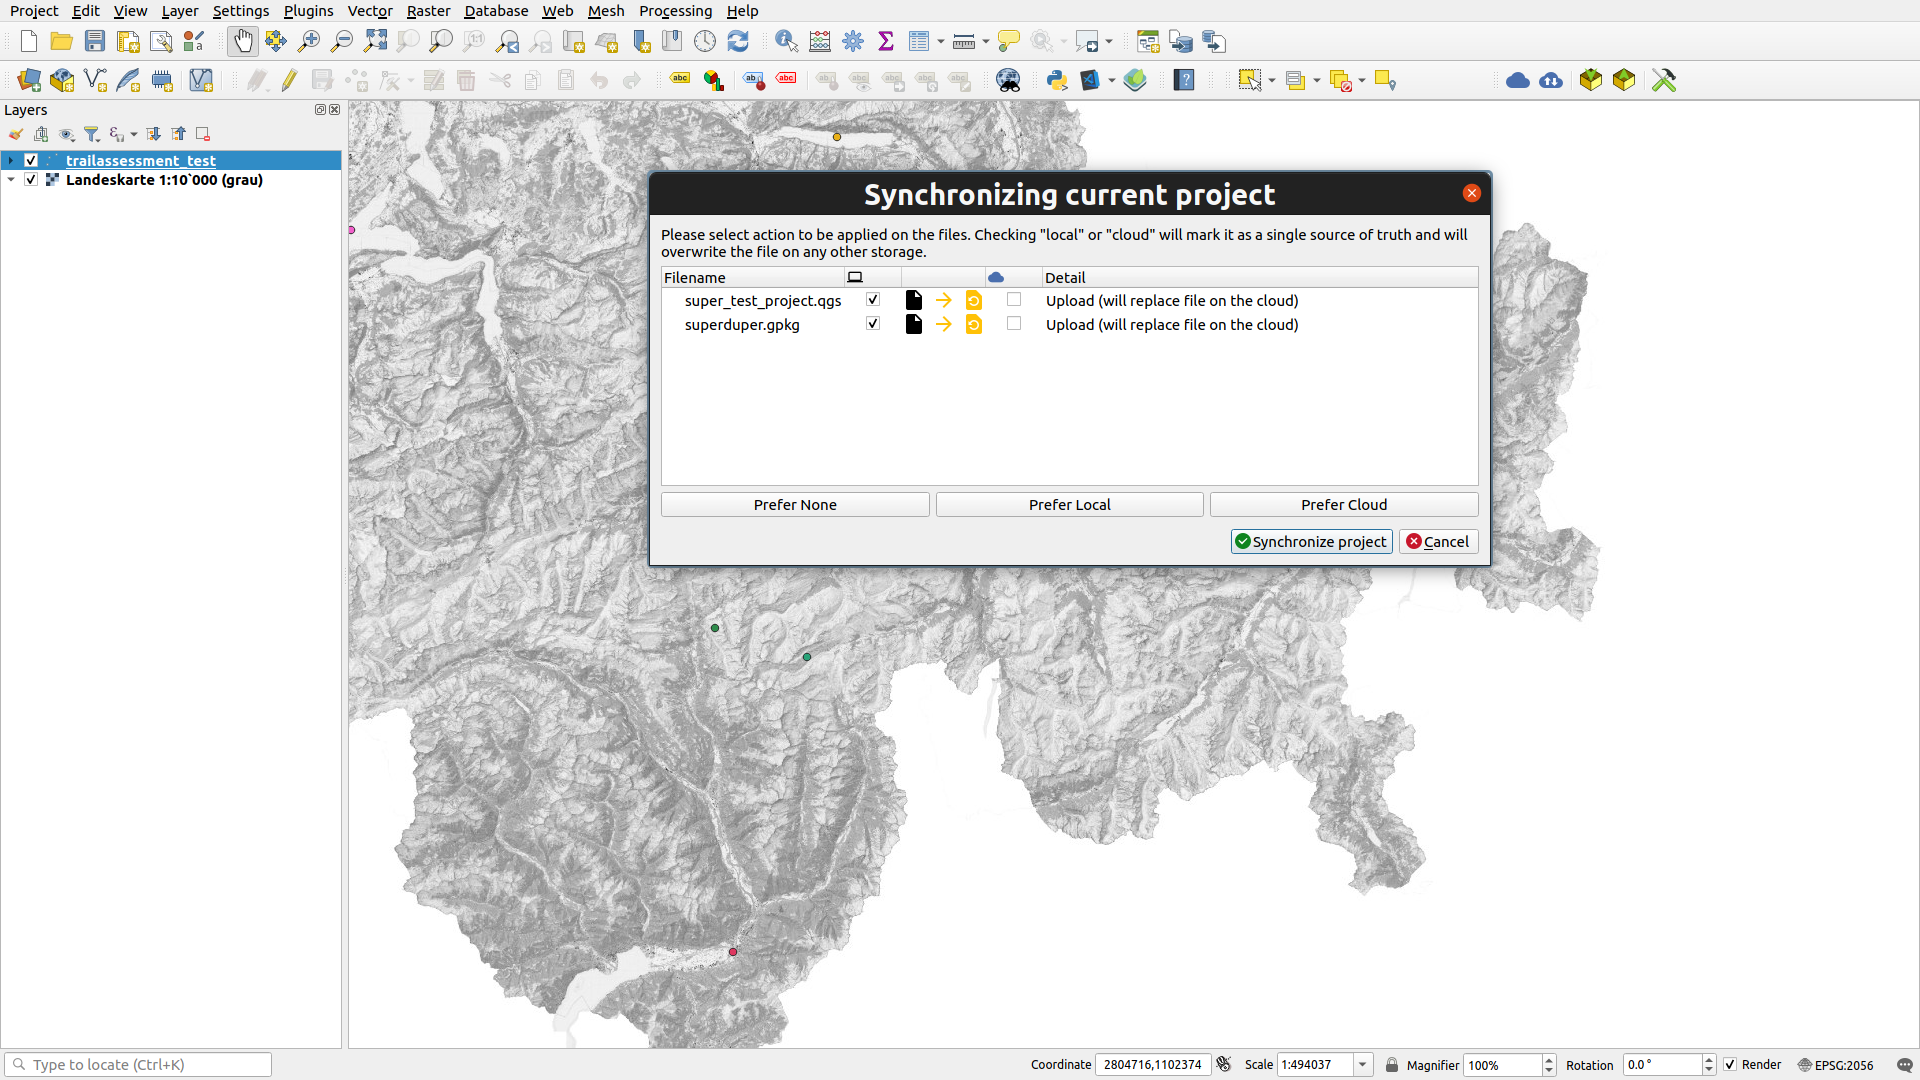 Project Edit View Layer Settings Plugins Vector Raster Database Web Mesh Processing Help
Layers
trailassessment_test
Landeskarte 1:10`000 (grau)
Synchronizing current project
Please select action to be applied on the files. Checking "local" or "cloud" will mark it as a single source of truth and will
overwrite the file on any other storage.
Filename Detail
super_test_project.qgs Upload (will replace file on the cloud)
superduper.gpkg Upload (will replace file on the cloud)
Prefer None Prefer Local Prefer Cloud
Synchronize project Cancel
Type to locate (Ctrl+K) Coordinate 2804716,1102374 Scale 1:494037 Magnifier 100% Rotation 0.0 ° Render EPSG:2056